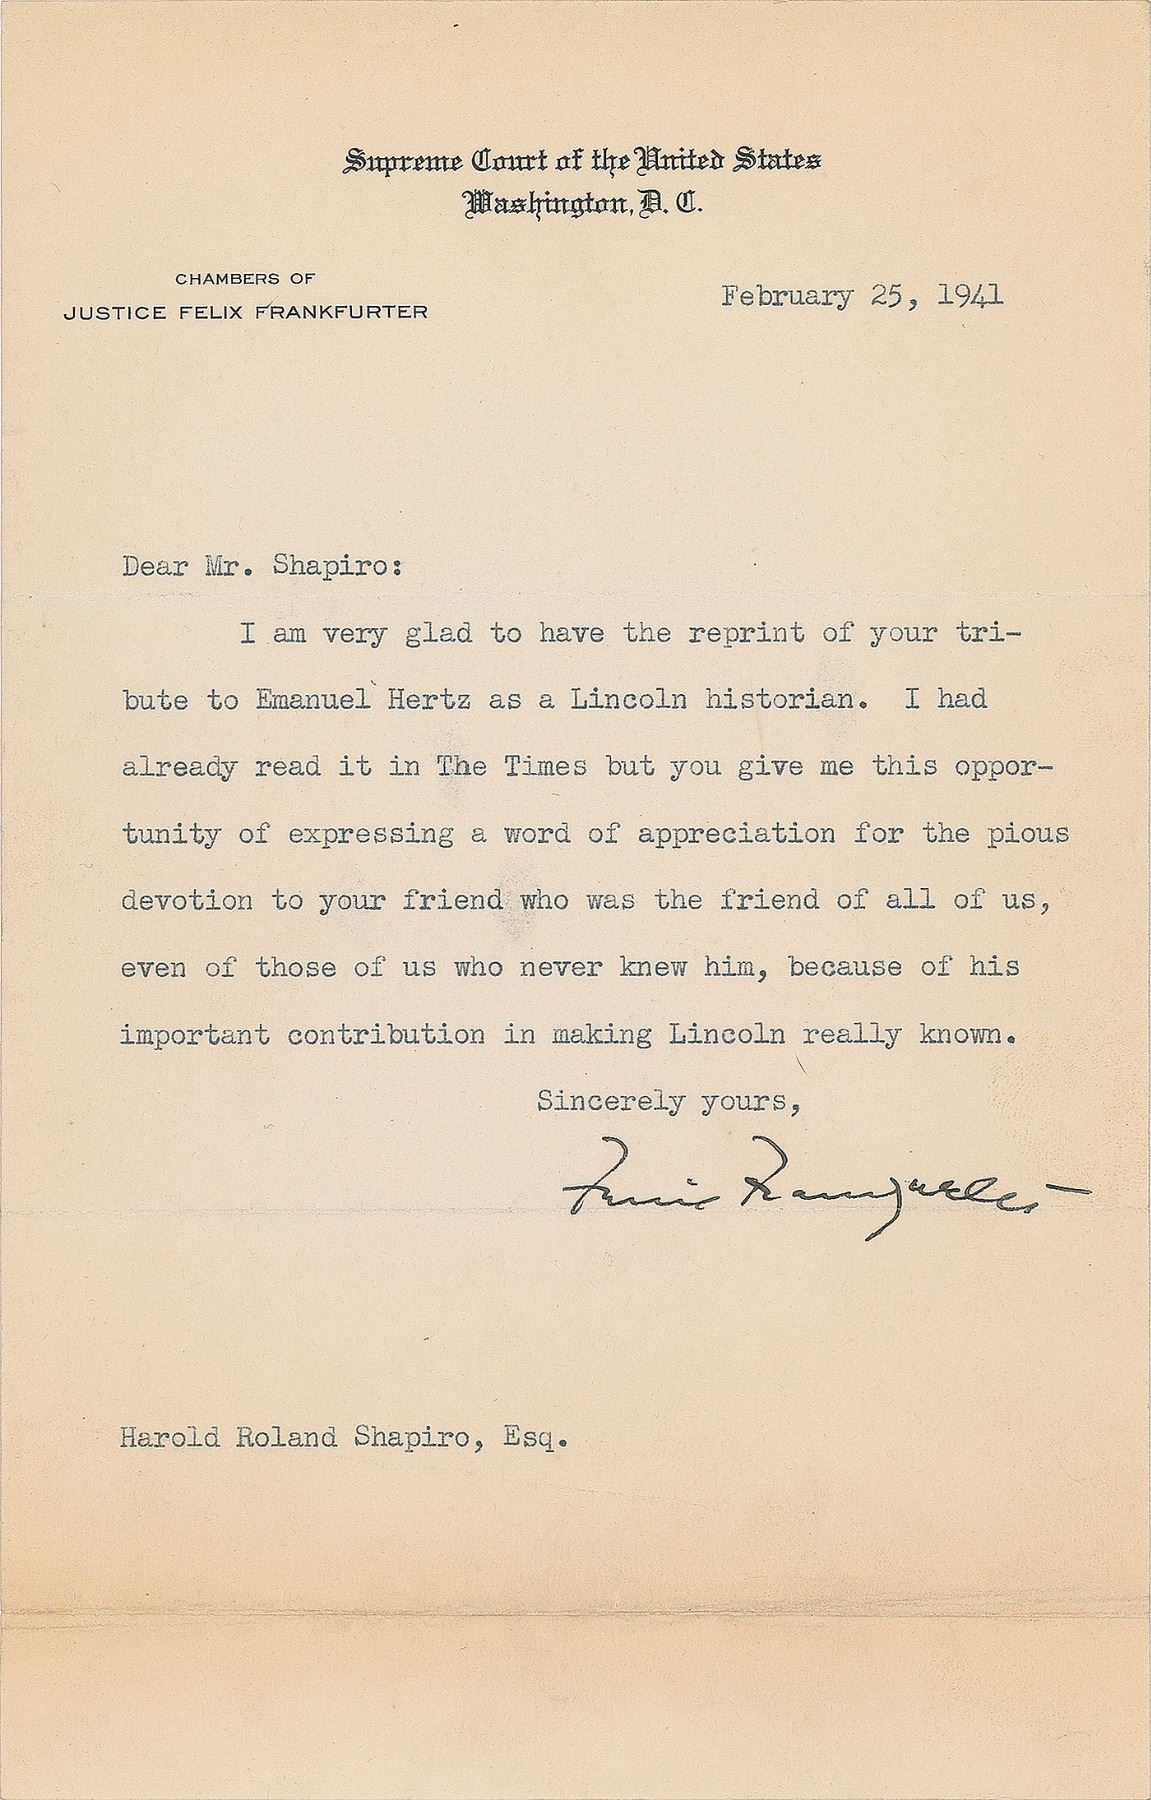 Supreme Court of the United States
Washington, D. C.
CHAMBERS OF
JUSTICE FELIX FRANKFURTER
February 25, 1941
Dear Mr. Shapiro:
I am very glad to have the reprint of your tri-
bute to Emanuel Hertz as a Lincoln historian. I had
already read it in The Times but you give me this oppor-
tunity of expressing a word of appreciation for the pious
devotion to your friend who was the friend of all of us,
even of those of us who never knew him, because of his
important contribution in making Lincoln really known.
Sincerely yours,
Felix Frankfurter
Harold Roland Shapiro, Esq.